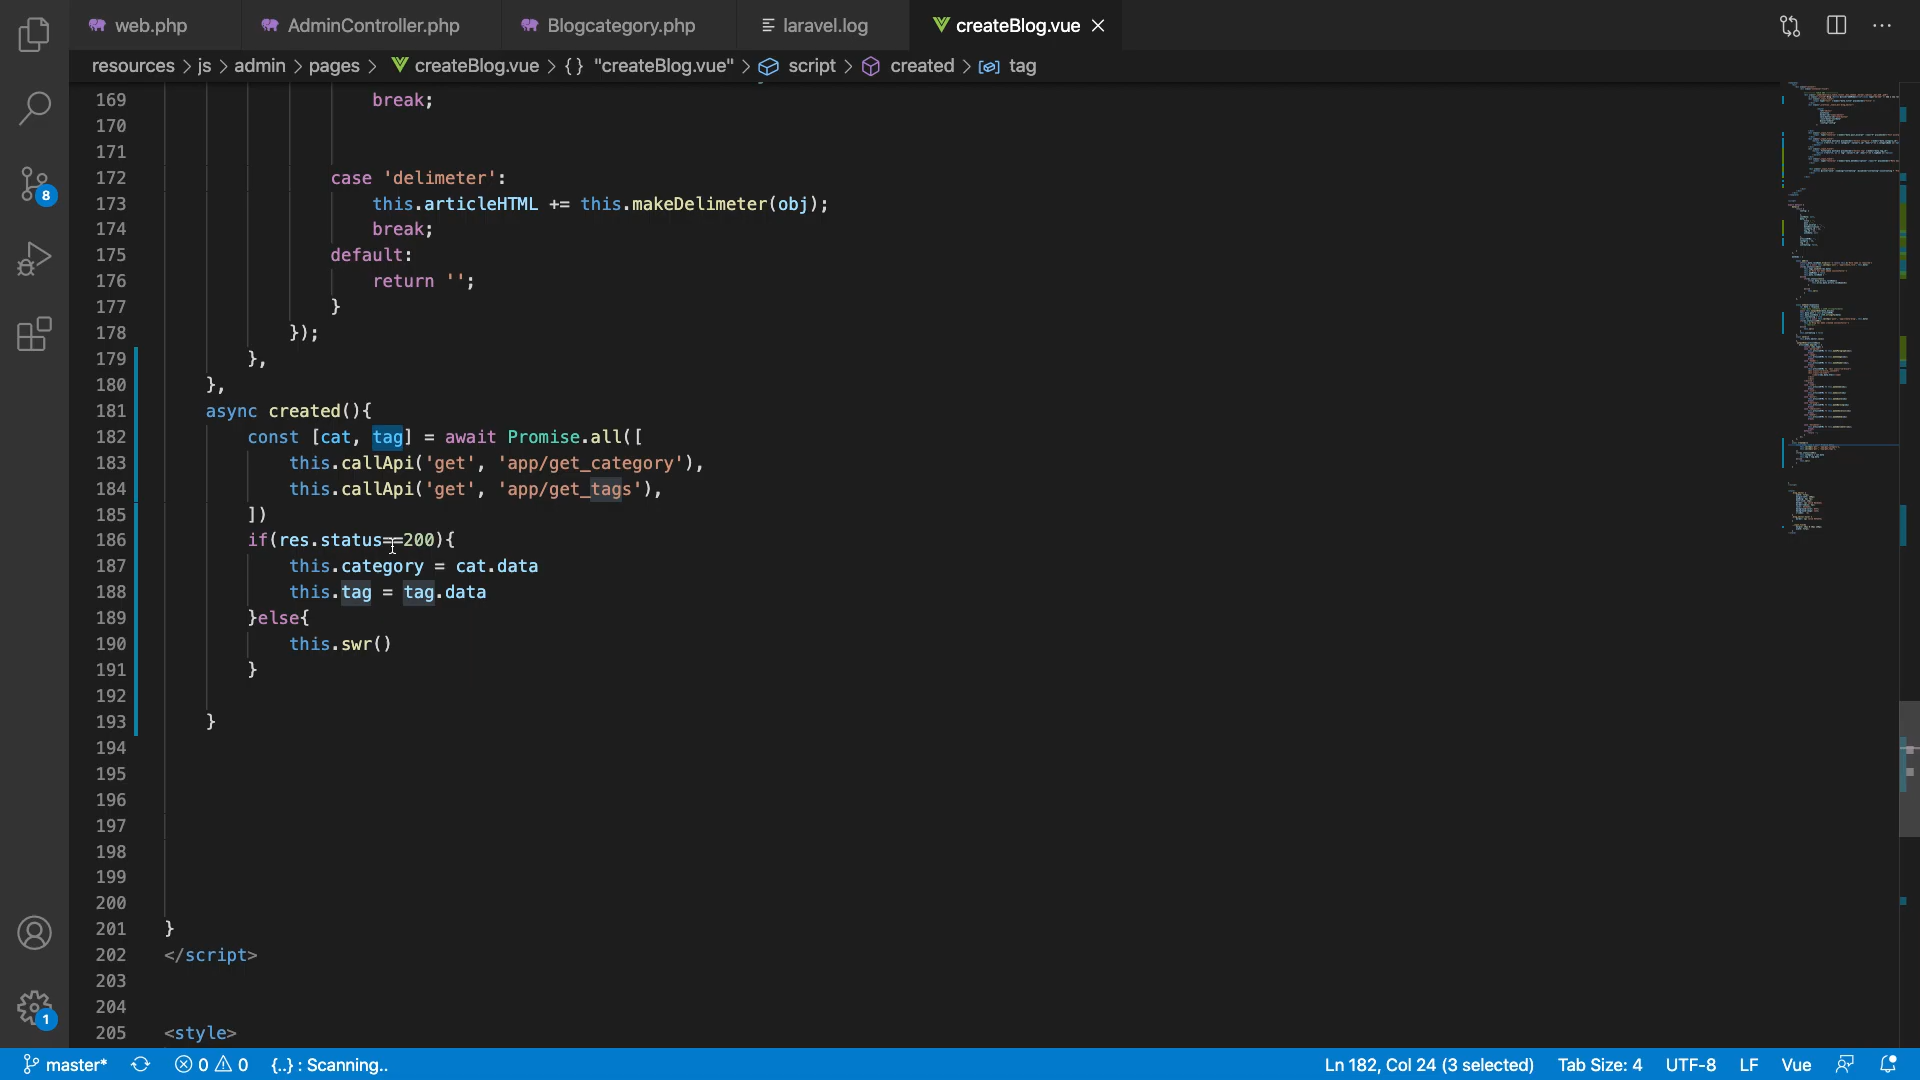 web.php AdminController.php Blogcategory.php laravel.log createBlog.vue
resources > js > admin > pages > createBlog.vue > {} "createBlog.vue" > script > created > tag
169 break;
170
171
172 case 'delimeter':
173 this.articleHTML += this.makeDelimeter(obj);
174 break;
175 default:
176 return '';
177 }
178 });
179 },
180 },
181 async created(){
182 const [cat, tag] = await Promise.all([
183 this.callApi('get', 'app/get_category'),
184 this.callApi('get', 'app/get_tags'),
185 ])
186 if(res.status==200){
187 this.category = cat.data
188 this.tag = tag.data
189 }else{
190 this.swr()
191 }
192
193 }
194
195
196
197
198
199
200
201 }
202 </script>
203
204
205 <style>
8
1
master* 0 0 {..} : Scanning.. Ln 182, Col 24 (3 selected) Tab Size: 4 UTF-8 LF Vue